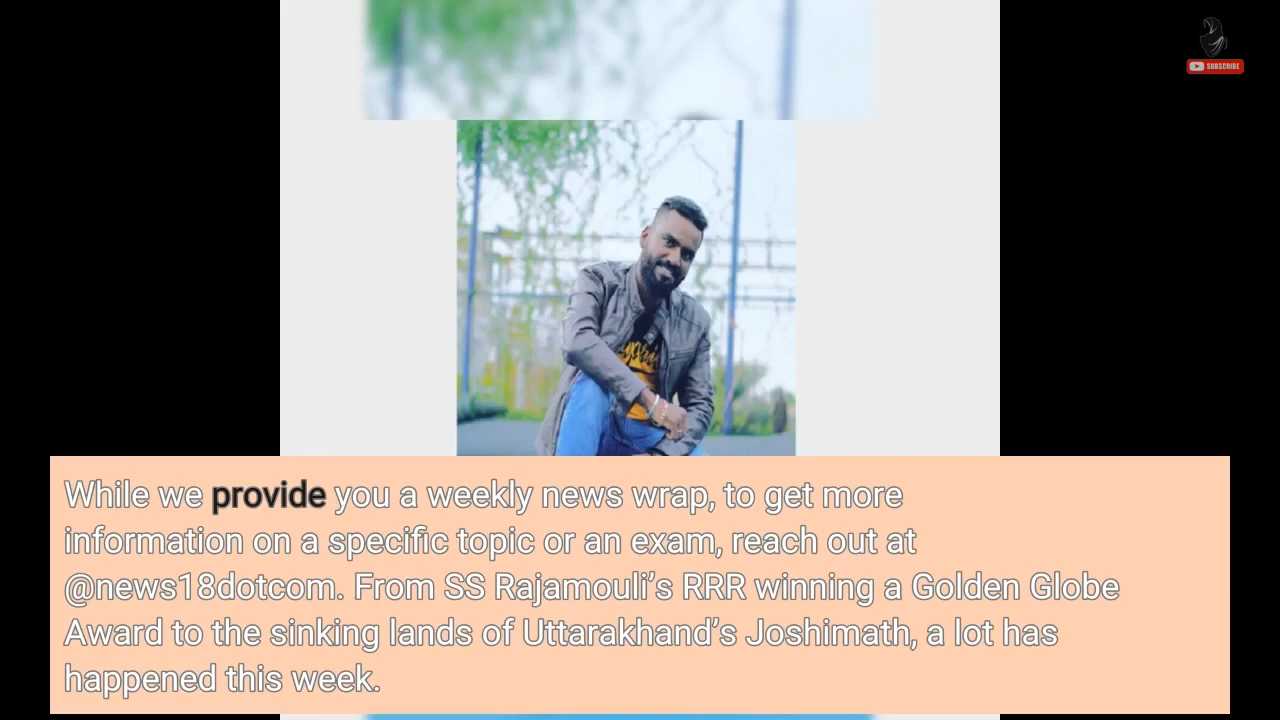 SUBSCRIBE
While we provide you a weekly news wrap, to get more
information on a specific topic or an exam, reach out at
@news18dotcom. From SS Rajamouli’s RRR winning a Golden Globe
Award to the sinking lands of Uttarakhand’s Joshimath, a lot has
happened this week.